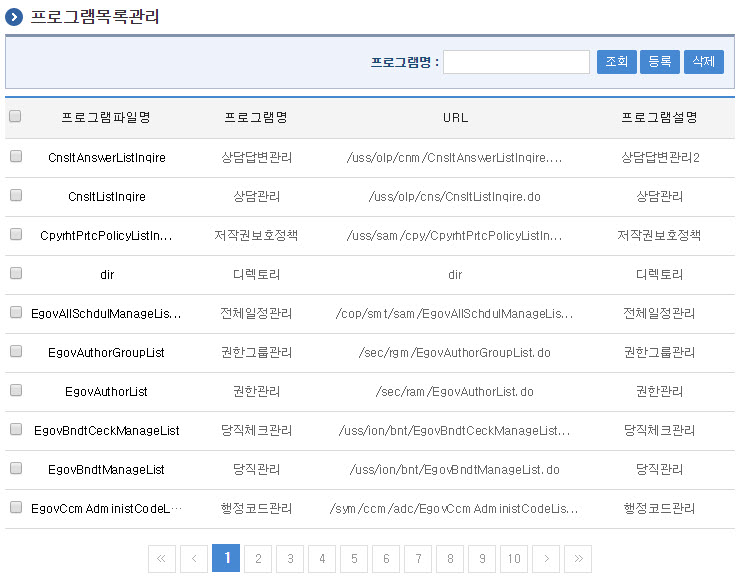 프로그램목록관리
프로그램명 : 조회 등록 삭제
프로그램파일명 프로그램명 URL 프로그램설명
CnsltAnswerListInqire 상담답변관리 /uss/olp/cnm/CnsltAnswerListInqire.... 상담답변관리2
CnsltListInqire 상담관리 /uss/olp/cns/CnsltListInqire.do 상담관리
CpyrhtPrtcPolicyListIn... 저작권보호정책 /uss/sam/cpy/CpyrhtPrtcPolicyListIn... 저작권보호정책
dir 디렉토리 dir 디렉토리
EgovAllSchdulManageLis... 전체일정관리 /cop/smt/sam/EgovAllSchdulManageLis... 전체일정관리
EgovAuthorGroupList 권한그룹관리 /sec/rgm/EgovAuthorGroupList.do 권한그룹관리
EgovAuthorList 권한관리 /sec/ram/EgovAuthorList.do 권한관리
EgovBndtCeckManageList 당직체크관리 /uss/ion/bnt/EgovBndtCeckManageList... 당직체크관리
EgovBndtManageList 당직관리 /uss/ion/bnt/EgovBndtManageList.do 당직관리
EgovCcmAdministCodeL... 행정코드관리 /sym/ccm/adc/EgovCcmAdministCodeLis... 행정코드관리
« ‹ 1 2 3 4 5 6 7 8 9 10 › »